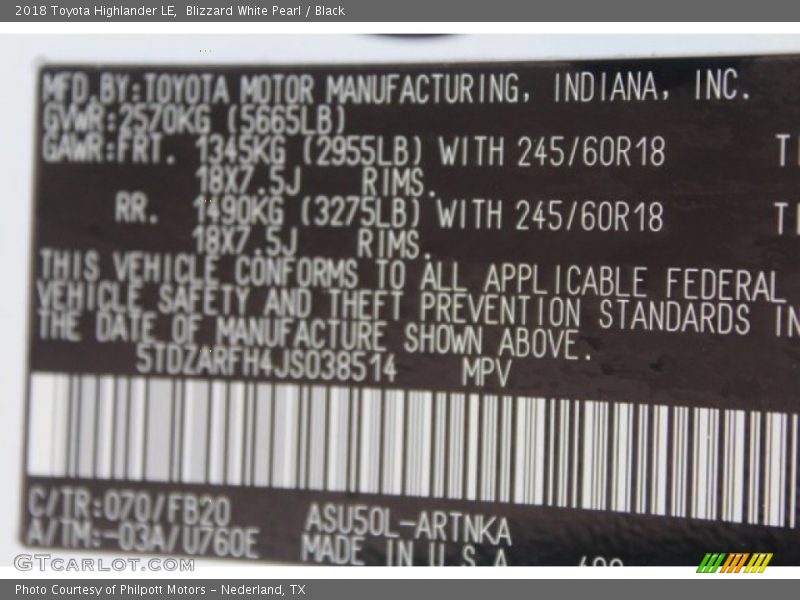 2018 Toyota Highlander LE,  Blizzard White Pearl / Black
MFD.BY:TOYOTA MOTOR MANUFACTURING, INDIANA, INC.
GVWR:2570KG (5665LB)
GAWR:FRT. 1345KG (2955LB) WITH 245/60R18
18X7.5J RIMS.
RR. 1490KG (3275LB) WITH 245/60R18
18X7.5J RIMS.
THIS VEHICLE CONFORMS TO ALL APPLICABLE FEDERAL
VEHICLE SAFETY AND THEFT PREVENTION STANDARDS IN
THE DATE OF MANUFACTURE SHOWN ABOVE.
5TDZARFH4JS038514 MPV
C/TR:070/FB20 ASU50L-ARTNKA
A/TM:-03A/U760E MADE IN U.S.A.
GTCarLot.com
Photo Courtesy of Philpott Motors - Nederland, TX